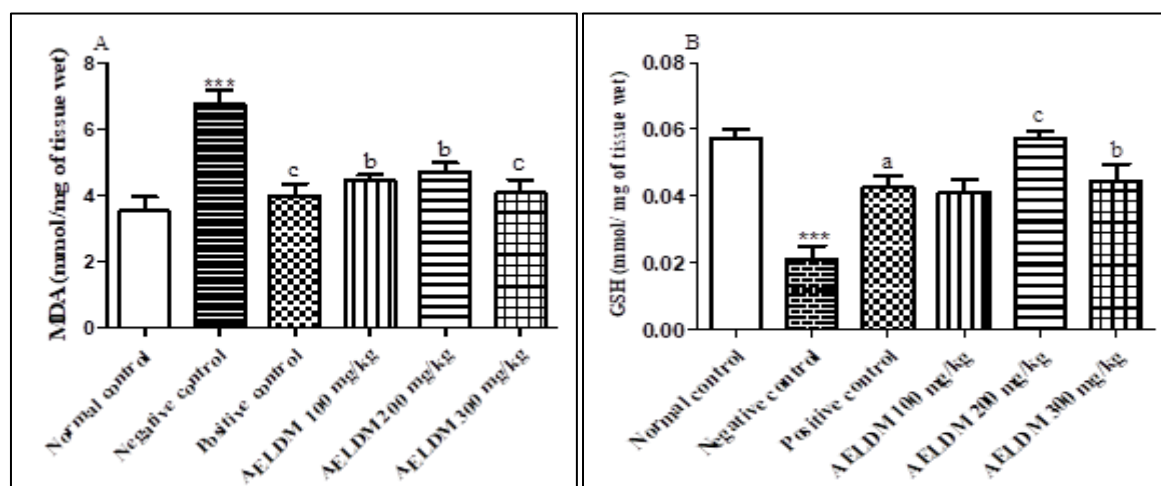 A
MDA (nmol/mg of tissue wet)
8
6
4
2
0
***
c
b
b
c
Normal control
Negative control
Positive control
AELDM 100 mg/kg
AELDM 200 mg/kg
AELDM 300 mg/kg
B
GSH (mmol/ mg of tissue wet)
0.08
0.06
0.04
0.02
0.00
***
a
c
b
Normal control
Negative control
Positive control
AELDM 100 mg/kg
AELDM 200 mg/kg
AELDM 300 mg/kg